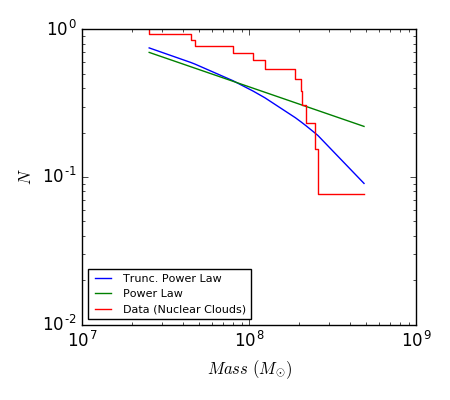 10^0
10^{-1}
10^{-2}
N
Trunc. Power Law
Power Law
Data (Nuclear Clouds)
10^7
10^8
10^9
Mass (M_⊙)